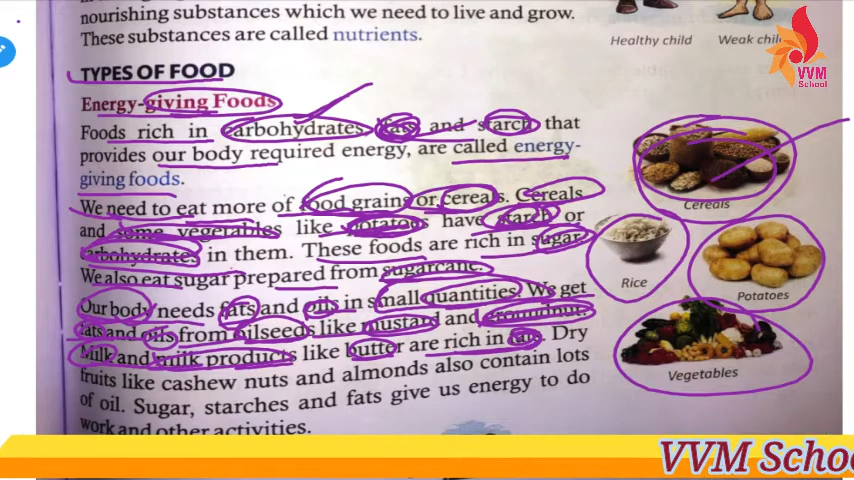 nourishing substances which we need to live and grow.
These substances are called nutrients.
Healthy child
Weak chil
VVM
School
TYPES OF FOOD
Energy-giving Foods
Foods rich in carbohydrates fats and starch that
provides our body required energy, are called energy-
giving foods.
We need to eat more of food grains or cereals. Cereals
and some vegetables like potatoes have starch or
carbohydrates in them. These foods are rich in sugar
We also eat sugar prepared from sugarcane.
Our body needs fats and oils in small quantities. We get
fats and oils from oilseeds like mustard and groundnut.
Milk and milk products like butter are rich in fats. Dry
fruits like cashew nuts and almonds also contain lots
of oil. Sugar, starches and fats give us energy to do
work and other activities.
Cereals
Rice
Potatoes
Vegetables
VVM Schoo